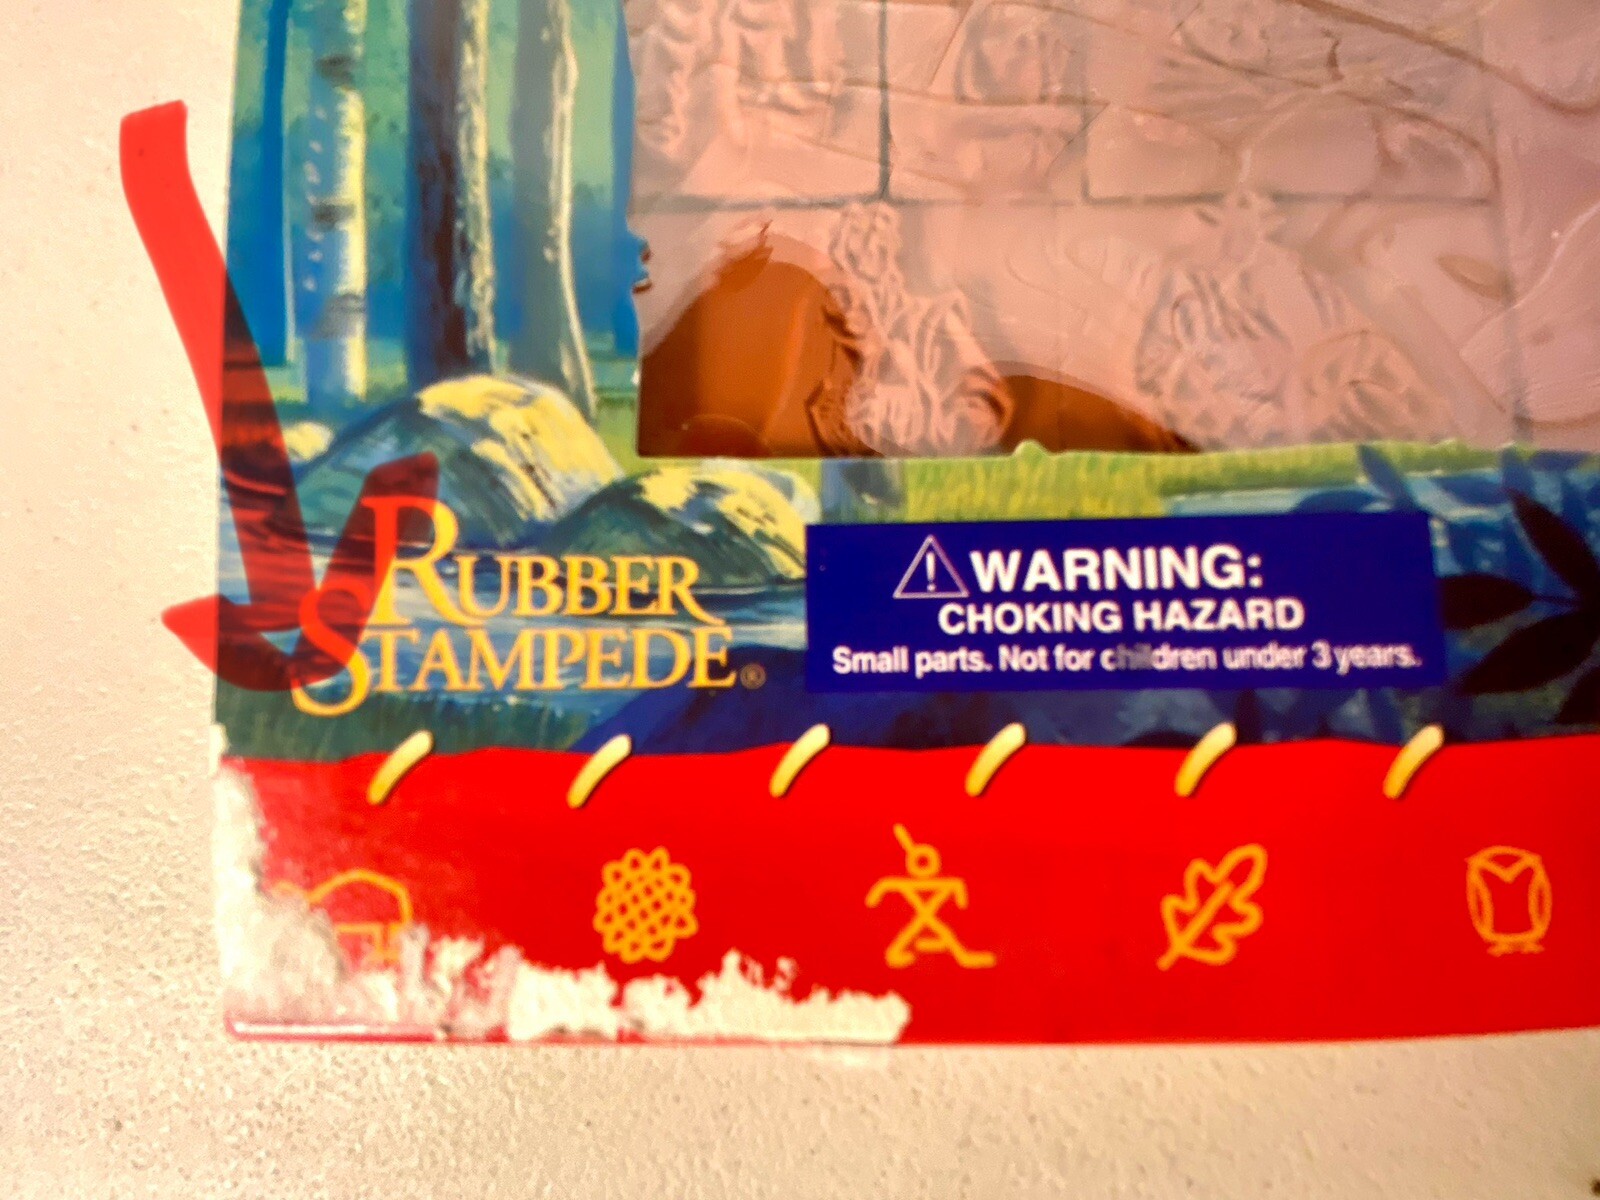 RUBBER
STAMPEDE®
WARNING:
CHOKING HAZARD
Small parts. Not for children under 3 years.